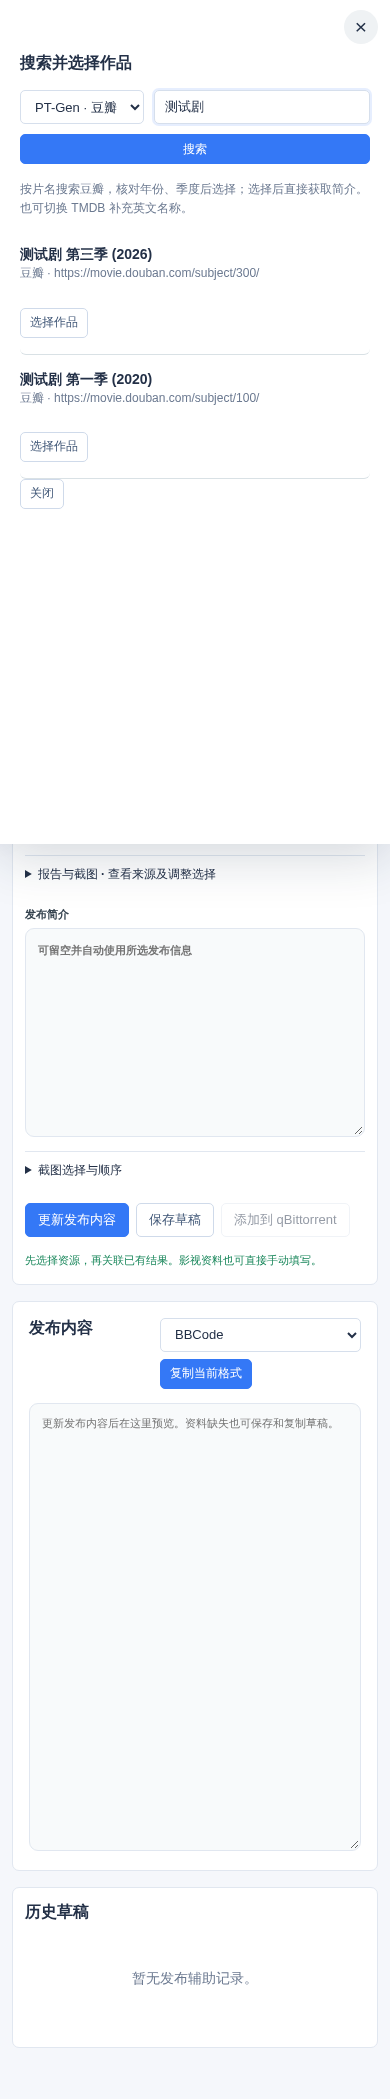 ×
搜索并选择作品
PT-Gen · 豆瓣 测试剧
搜索
按片名搜索豆瓣，核对年份、季度后选择；选择后直接获取简介。
也可切换 TMDB 补充英文名称。
测试剧 第三季 (2026)
豆瓣 · https://movie.douban.com/subject/300/
选择作品
测试剧 第一季 (2020)
豆瓣 · https://movie.douban.com/subject/100/
选择作品
关闭
报告与截图 · 查看来源及调整选择
发布简介
可留空并自动使用所选发布信息
截图选择与顺序
更新发布内容 保存草稿 添加到 qBittorrent
先选择资源，再关联已有结果。影视资料也可直接手动填写。
发布内容 BBCode
复制当前格式
更新发布内容后在这里预览。资料缺失也可保存和复制草稿。
历史草稿
暂无发布辅助记录。